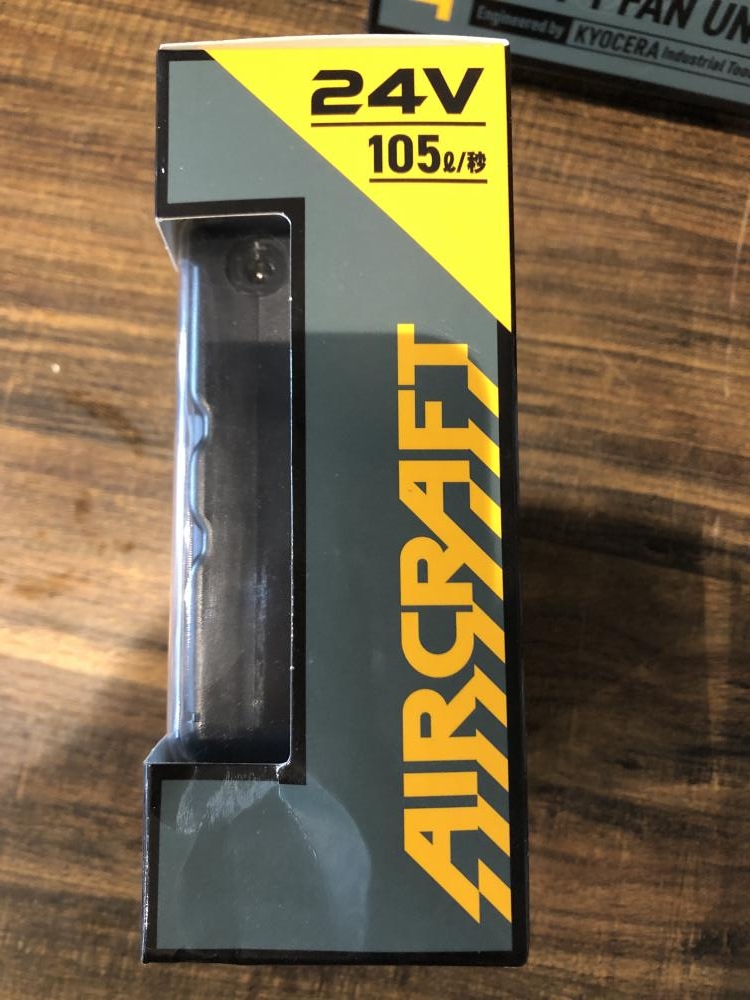 FAN UN
Engineered by KYOCERA Industrial Too
24V
105ℓ/秒
AIRCRAFT